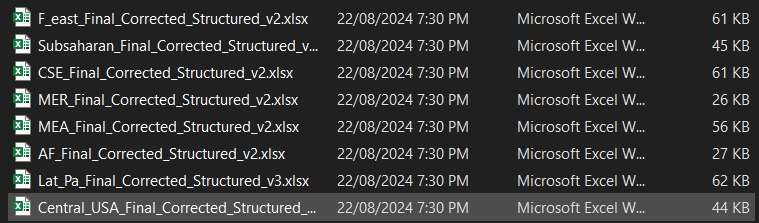 F_east_Final_Corrected_Structured_v2.xlsx 22/08/2024 7:30 PM Microsoft Excel W... 61 KB
Subsaharan_Final_Corrected_Structured_v... 22/08/2024 7:30 PM Microsoft Excel W... 45 KB
CSE_Final_Corrected_Structured_v2.xlsx 22/08/2024 7:30 PM Microsoft Excel W... 61 KB
MER_Final_Corrected_Structured_v2.xlsx 22/08/2024 7:30 PM Microsoft Excel W... 26 KB
MEA_Final_Corrected_Structured_v2.xlsx 22/08/2024 7:30 PM Microsoft Excel W... 56 KB
AF_Final_Corrected_Structured_v2.xlsx 22/08/2024 7:30 PM Microsoft Excel W... 27 KB
Lat_Pa_Final_Corrected_Structured_v3.xlsx 22/08/2024 7:30 PM Microsoft Excel W... 62 KB
Central_USA_Final_Corrected_Structured_... 22/08/2024 7:30 PM Microsoft Excel W... 44 KB